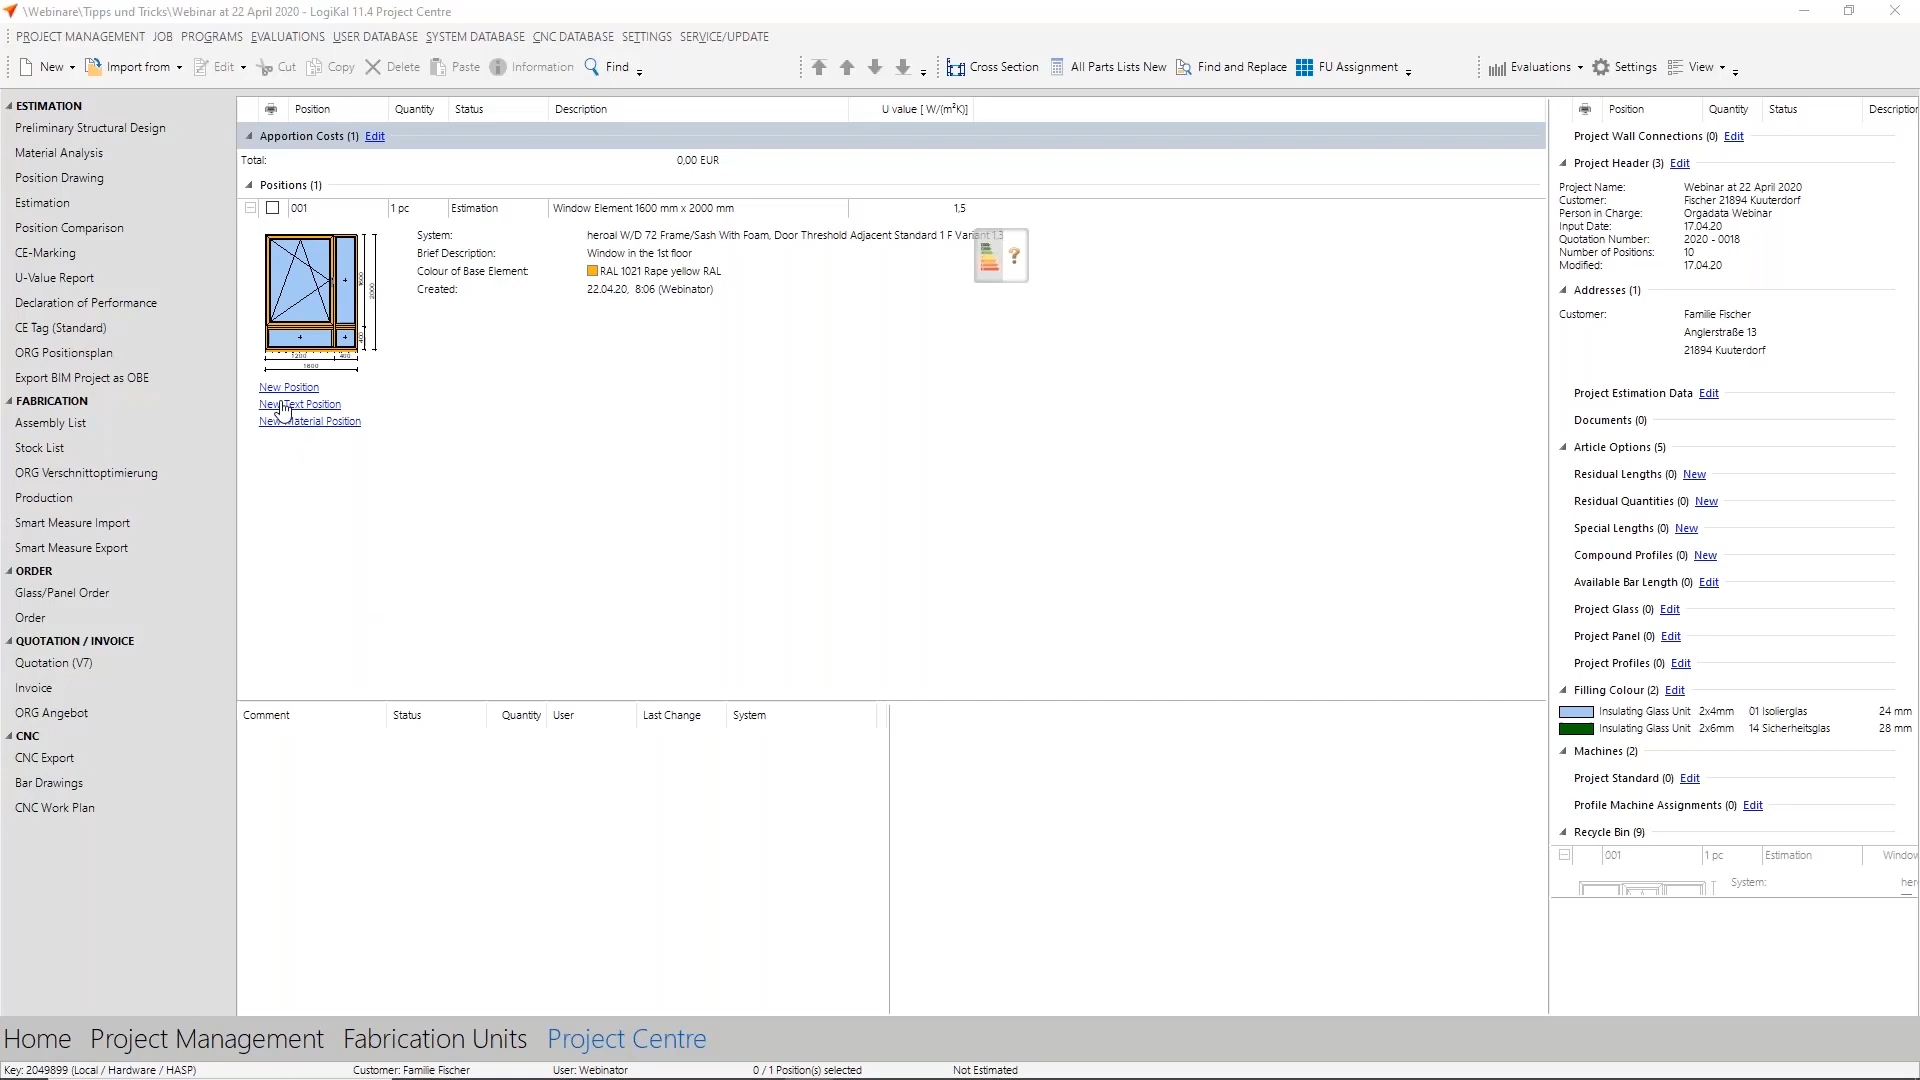 \Webinare\Tipps und Tricks\Webinar at 22 April 2020 - LogiKal 11.4 Project Centre
PROJECT MANAGEMENT JOB PROGRAMS EVALUATIONS USER DATABASE SYSTEM DATABASE CNC DATABASE SETTINGS SERVICE/UPDATE
New Import from Edit Cut Copy Delete Paste Information Find Cross Section All Parts Lists New Find and Replace FU Assignment Evaluations Settings View
ESTIMATION
Preliminary Structural Design
Material Analysis
Position Drawing
Estimation
Position Comparison
CE-Marking
U-Value Report
Declaration of Performance
CE Tag (Standard)
ORG Positionsplan
Export BIM Project as OBE
FABRICATION
Assembly List
Stock List
ORG Verschnittoptimierung
Production
Smart Measure Import
Smart Measure Export
ORDER
Glass/Panel Order
Order
QUOTATION / INVOICE
Quotation (V7)
Invoice
ORG Angebot
CNC
CNC Export
Bar Drawings
CNC Work Plan
Position Quantity Status Description U value [ W/(m²K)]
Apportion Costs (1) Edit
Total: 0,00 EUR
Positions (1)
001 1 pc Estimation Window Element 1600 mm x 2000 mm 1,5
System: heroal W/D 72 Frame/Sash With Foam, Door Threshold Adjacent Standard 1 F Variant 1,3
Brief Description: Window in the 1st floor
Colour of Base Element: RAL 1021 Rape yellow RAL
Created: 22.04.20, 8:06 (Webinator)
?
1600
2000
400
1200 400
1600
New Position
New Text Position
New Material Position
Comment Status Quantity User Last Change System
Position Quantity Status Description
Project Wall Connections (0) Edit
Project Header (3) Edit
Project Name: Webinar at 22 April 2020
Customer: Fischer 21894 Kuuterdorf
Person in Charge: Orgadata Webinar
Input Date: 17.04.20
Quotation Number: 2020 - 0018
Number of Positions: 10
Modified: 17.04.20
Addresses (1)
Customer: Familie Fischer
Anglerstraße 13
21894 Kuuterdorf
Project Estimation Data Edit
Documents (0)
Article Options (5)
Residual Lengths (0) New
Residual Quantities (0) New
Special Lengths (0) New
Compound Profiles (0) New
Available Bar Length (0) Edit
Project Glass (0) Edit
Project Panel (0) Edit
Project Profiles (0) Edit
Filling Colour (2) Edit
Insulating Glass Unit 2x4mm 01 Isolierglas 24 mm
Insulating Glass Unit 2x6mm 14 Sicherheitsglas 28 mm
Machines (2)
Project Standard (0) Edit
Profile Machine Assignments (0) Edit
Recycle Bin (9)
001 1 pc Estimation Window
System: her
Home Project Management Fabrication Units Project Centre
Key: 2049899 (Local / Hardware / HASP) Customer: Familie Fischer User: Webinator 0 / 1 Position(s) selected Not Estimated